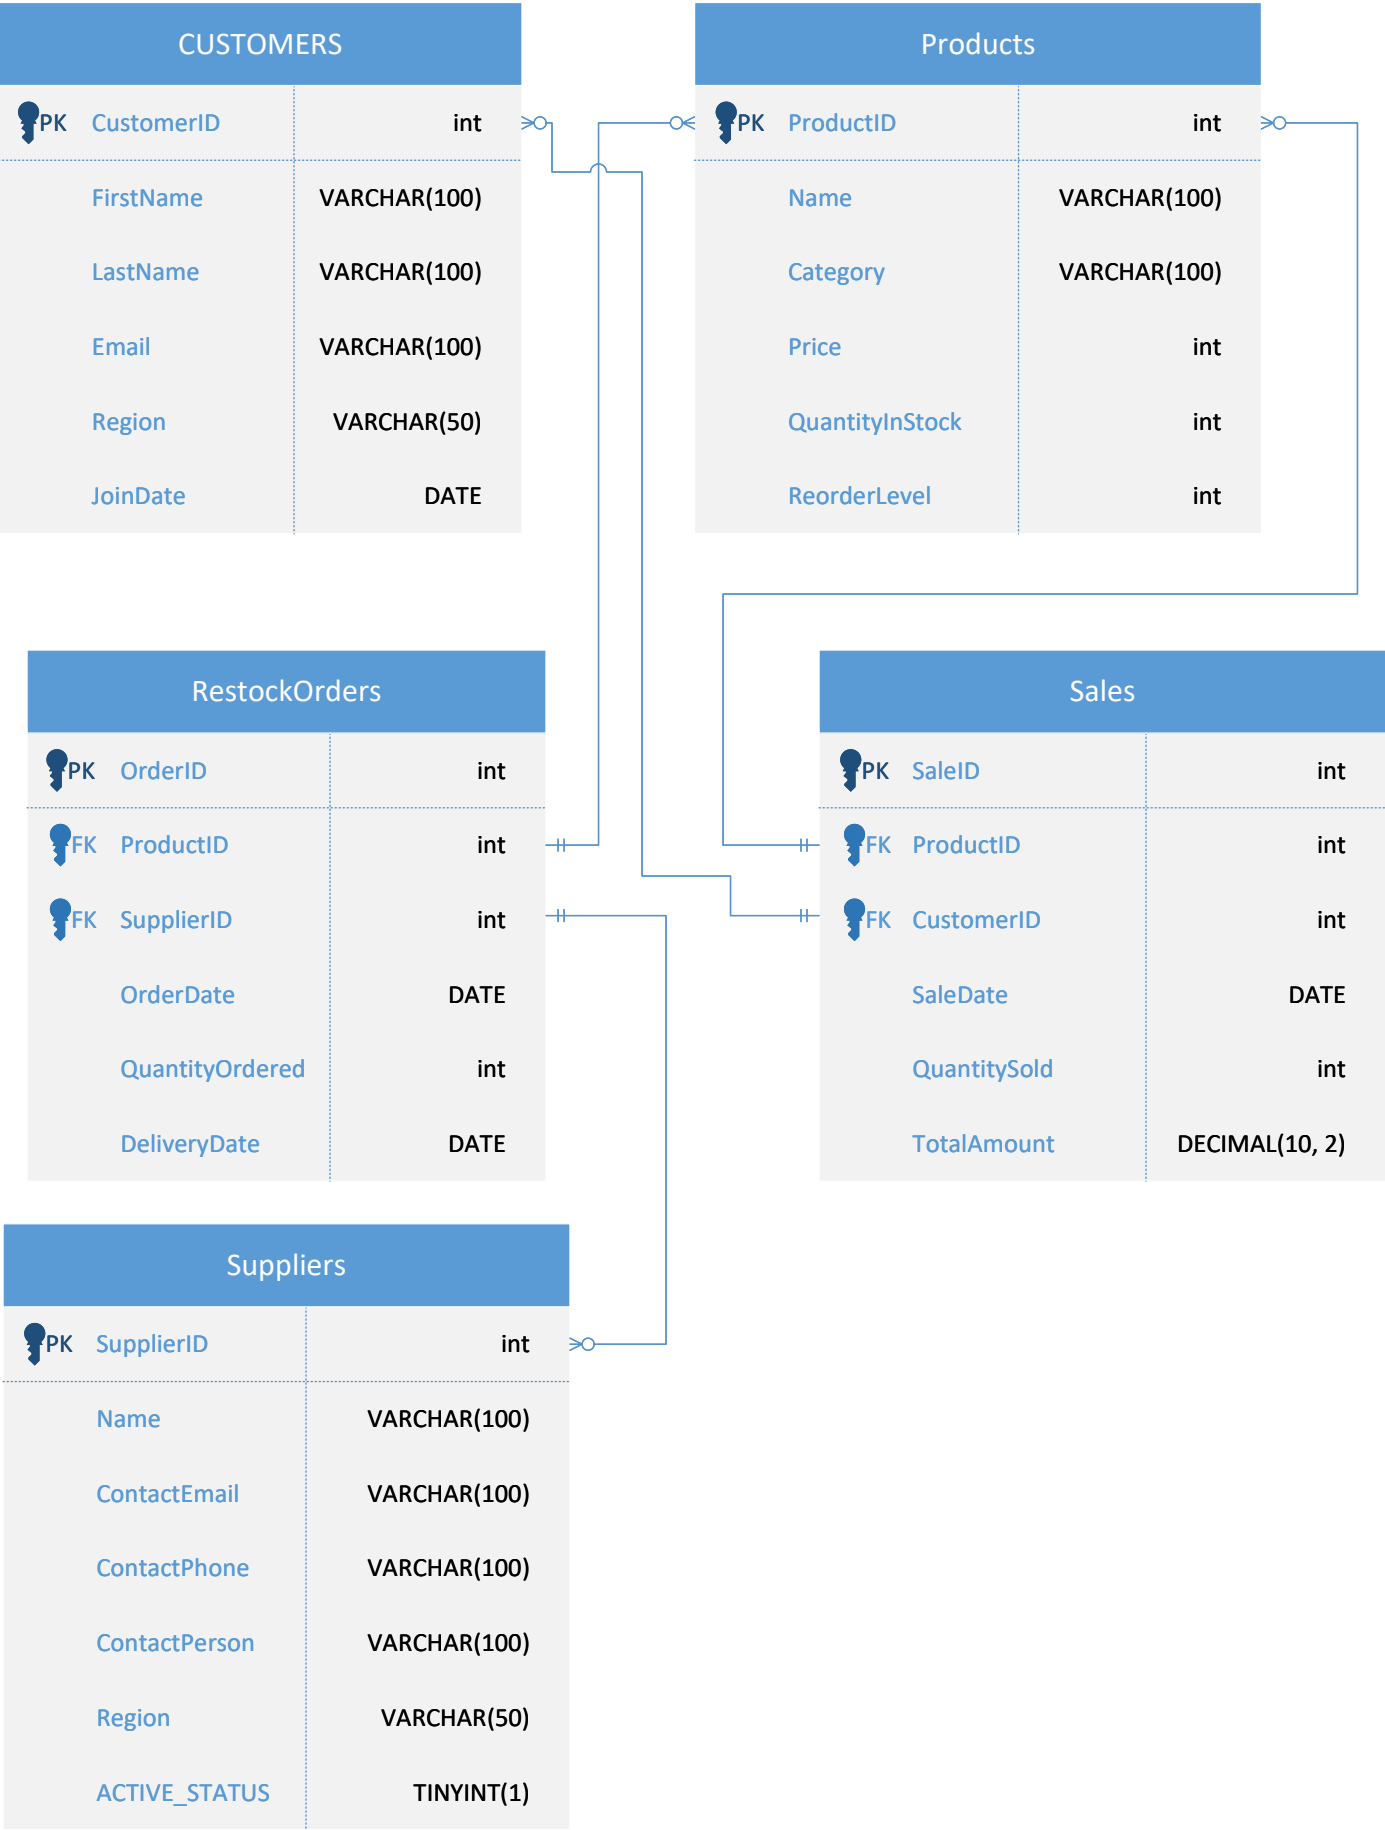 CUSTOMERS
PK CustomerID int
FirstName VARCHAR(100)
LastName VARCHAR(100)
Email VARCHAR(100)
Region VARCHAR(50)
JoinDate DATE
Products
PK ProductID int
Name VARCHAR(100)
Category VARCHAR(100)
Price int
QuantityInStock int
ReorderLevel int
RestockOrders
PK OrderID int
FK ProductID int
FK SupplierID int
OrderDate DATE
QuantityOrdered int
DeliveryDate DATE
Sales
PK SaleID int
FK ProductID int
FK CustomerID int
SaleDate DATE
QuantitySold int
TotalAmount DECIMAL(10, 2)
Suppliers
PK SupplierID int
Name VARCHAR(100)
ContactEmail VARCHAR(100)
ContactPhone VARCHAR(100)
ContactPerson VARCHAR(100)
Region VARCHAR(50)
ACTIVE_STATUS TINYINT(1)